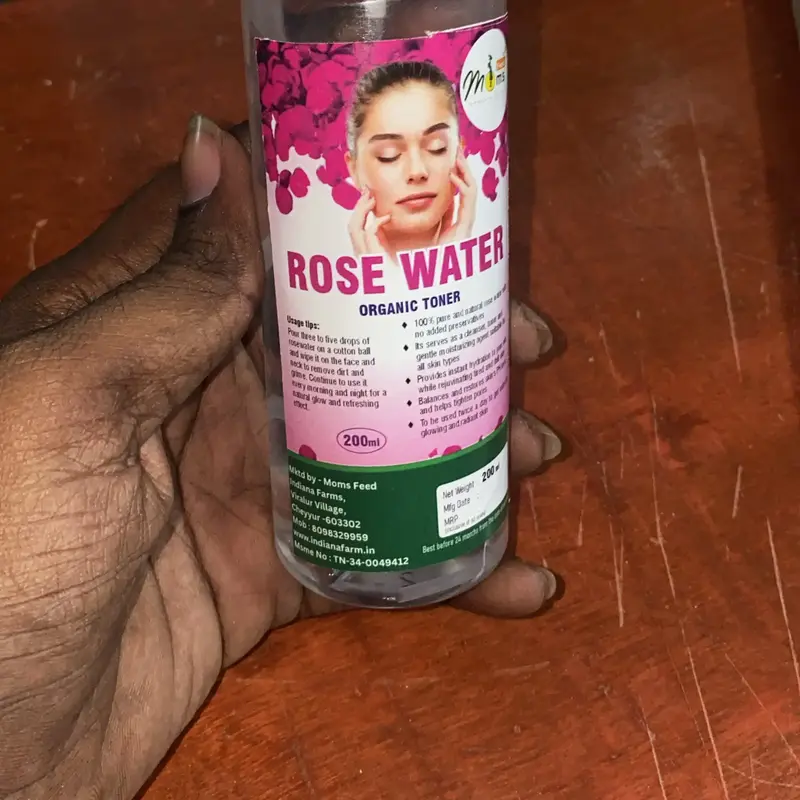 ROSE WATER
ORGANIC TONER
Usage tips:
Pour three to five drops of
rosewater on a cotton ball
and wipe it on the face and
neck to remove dirt and
grime. Continue to use it
every morning and night for a
natural glow and refreshing
effect.
200ml
♦ 100% pure and natural rose water with
no added preservatives
♦ Its serves as a cleanser, toner and
gentle moisturizing agent suitable for
all skin types
♦ Provides instant hydration to your skin
while rejuvenating tired and
♦ Balances and restores skin's
and helps tighten pores
♦ To be used twice a day to get
glowing and radiant skin
Mktd by - Moms Feed
Indiana Farms,
Viralur Village,
Cheyyur -603302
Mob : 8098329959
www.indianafarm.in
Msme No : TN-34-0049412
Net Weight : 200 ml
Mfg Date :
MRP :
Best before 24 months from the